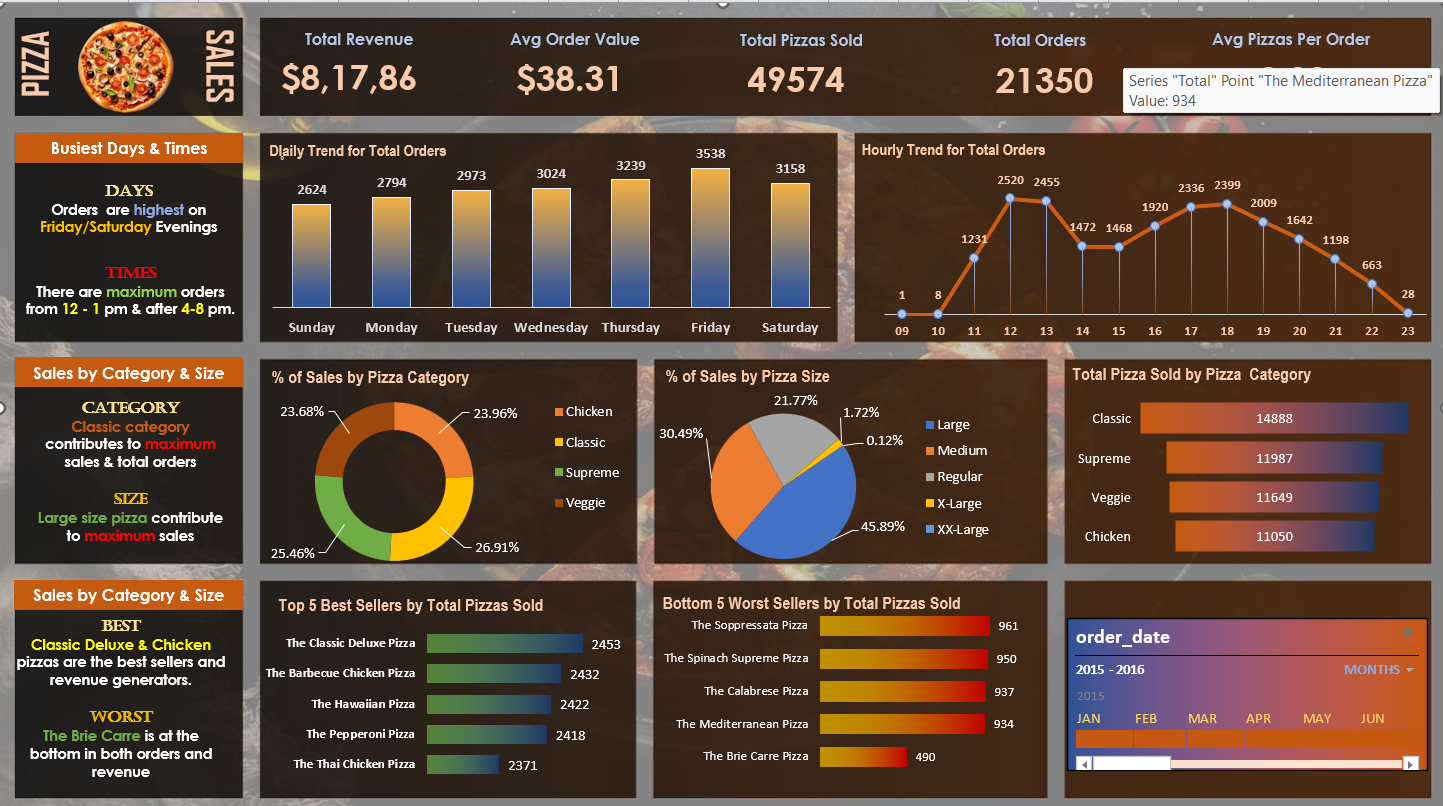 PIZZA
SALES
Total Revenue
$8,17,86
Avg Order Value
$38.31
Total Pizzas Sold
49574
Total Orders
21350
Avg Pizzas Per Order
Series "Total" Point "The Mediterranean Pizza"
Value: 934
Busiest Days & Times
DAYS
Orders are highest on
Friday/Saturday Evenings
TIMES
There are maximum orders
from 12 - 1 pm & after 4-8 pm.
Daily Trend for Total Orders
2624 2794 2973 3024 3239 3538 3158
Sunday Monday Tuesday Wednesday Thursday Friday Saturday
Hourly Trend for Total Orders
1 8 1231 2520 2455 1472 1468 1920 2336 2399 2009 1642 1198 663 28
09 10 11 12 13 14 15 16 17 18 19 20 21 22 23
Sales by Category & Size
CATEGORY
Classic category
contributes to maximum
sales & total orders
SIZE
Large size pizza contribute
to maximum sales
% of Sales by Pizza Category
23.68%
23.96%
25.46%
26.91%
Chicken
Classic
Supreme
Veggie
% of Sales by Pizza Size
21.77%
1.72%
0.12%
30.49%
45.89%
Large
Medium
Regular
X-Large
XX-Large
Total Pizza Sold by Pizza Category
Classic 14888
Supreme 11987
Veggie 11649
Chicken 11050
Sales by Category & Size
BEST
Classic Deluxe & Chicken
pizzas are the best sellers and
revenue generators.
WORST
The Brie Carre is at the
bottom in both orders and
revenue
Top 5 Best Sellers by Total Pizzas Sold
The Classic Deluxe Pizza 2453
The Barbecue Chicken Pizza 2432
The Hawaiian Pizza 2422
The Pepperoni Pizza 2418
The Thai Chicken Pizza 2371
Bottom 5 Worst Sellers by Total Pizzas Sold
The Soppressata Pizza 961
The Spinach Supreme Pizza 950
The Calabrese Pizza 937
The Mediterranean Pizza 934
The Brie Carre Pizza 490
order_date
2015 - 2016 MONTHS
2015
JAN FEB MAR APR MAY JUN